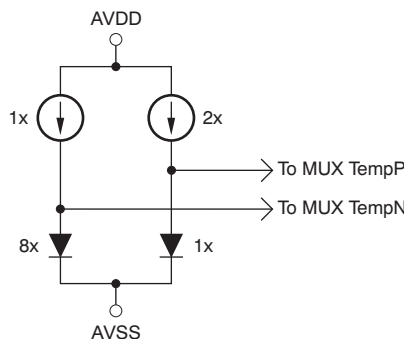 AVDD
1x
2x
To MUX TempP
To MUX TempN
8x
1x
AVSS